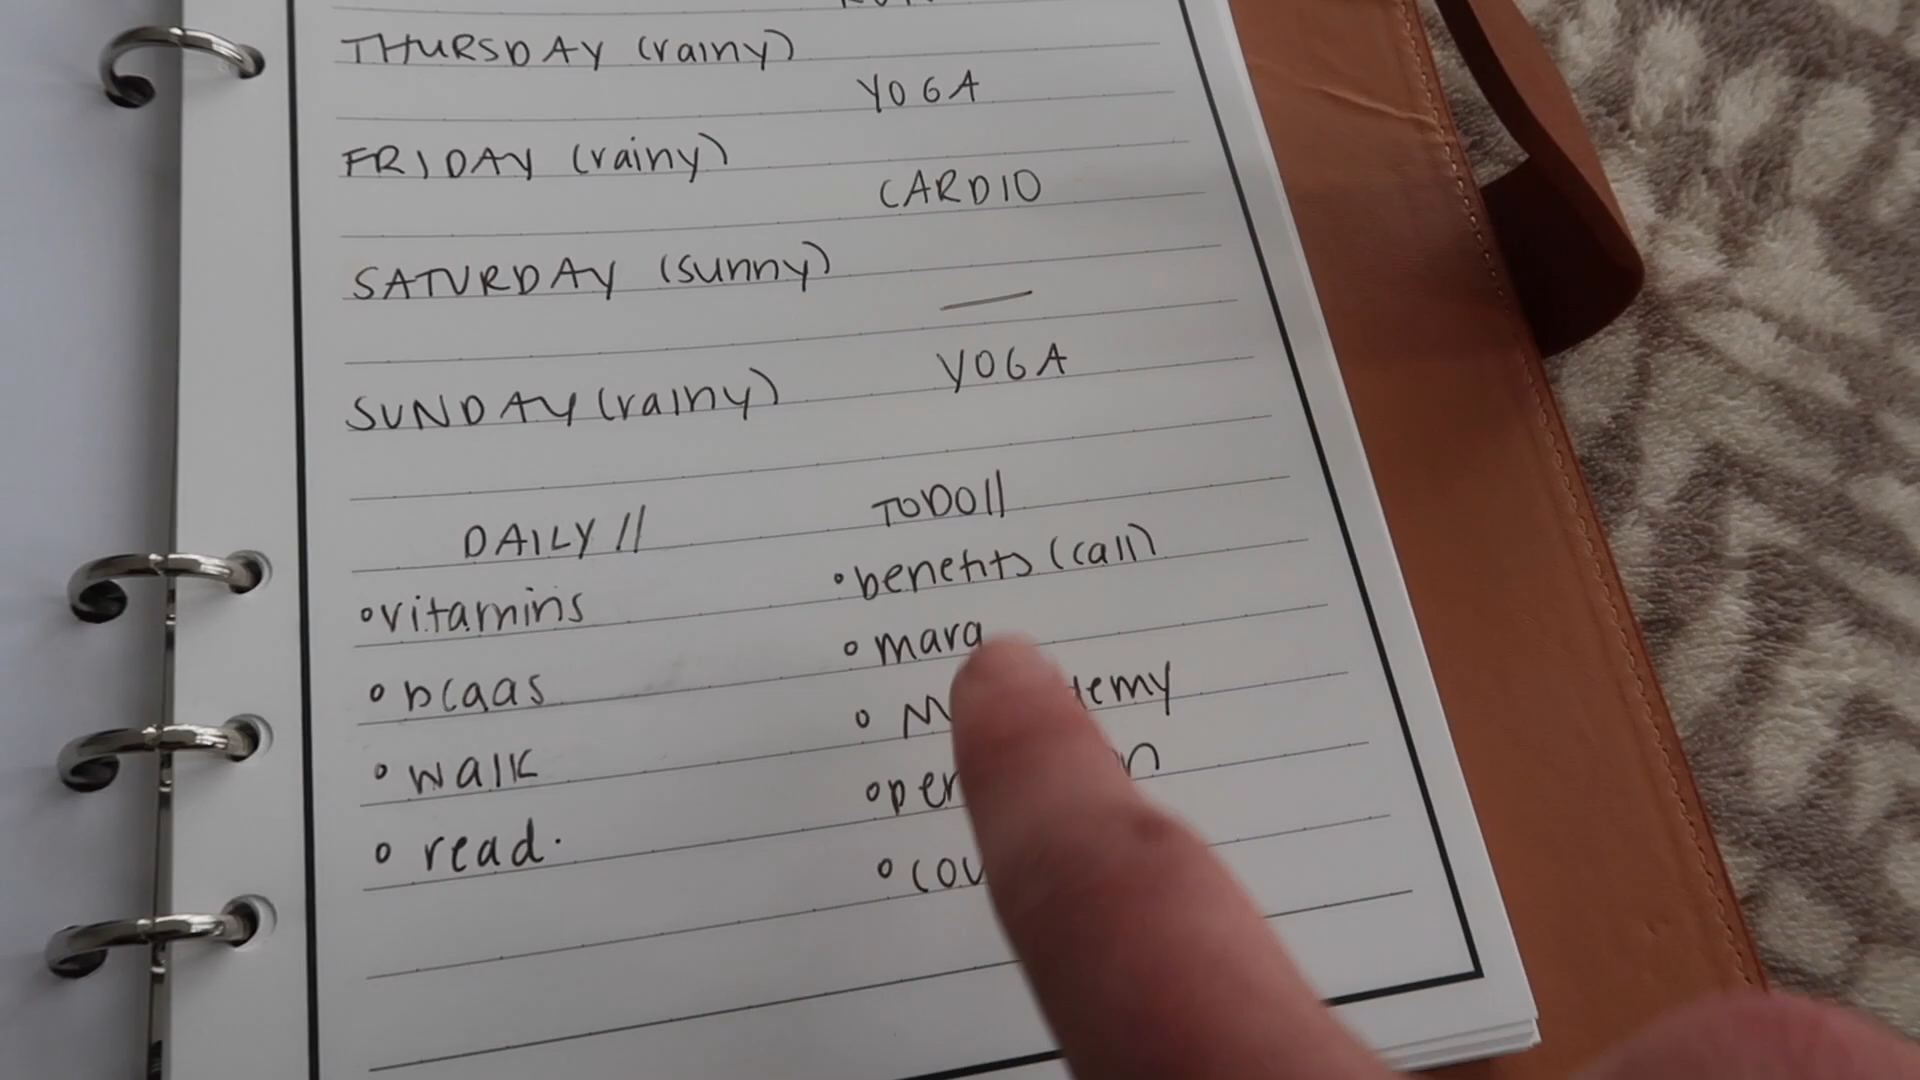 THURSDAY (rainy)
YOGA
FRIDAY (rainy)
CARDIO
SATURDAY (sunny)
—
YOGA
SUNDAY (rainy)
DAILY //
TODO //
• vitamins
• benefits (call)
• bcaas
• walk
• read.